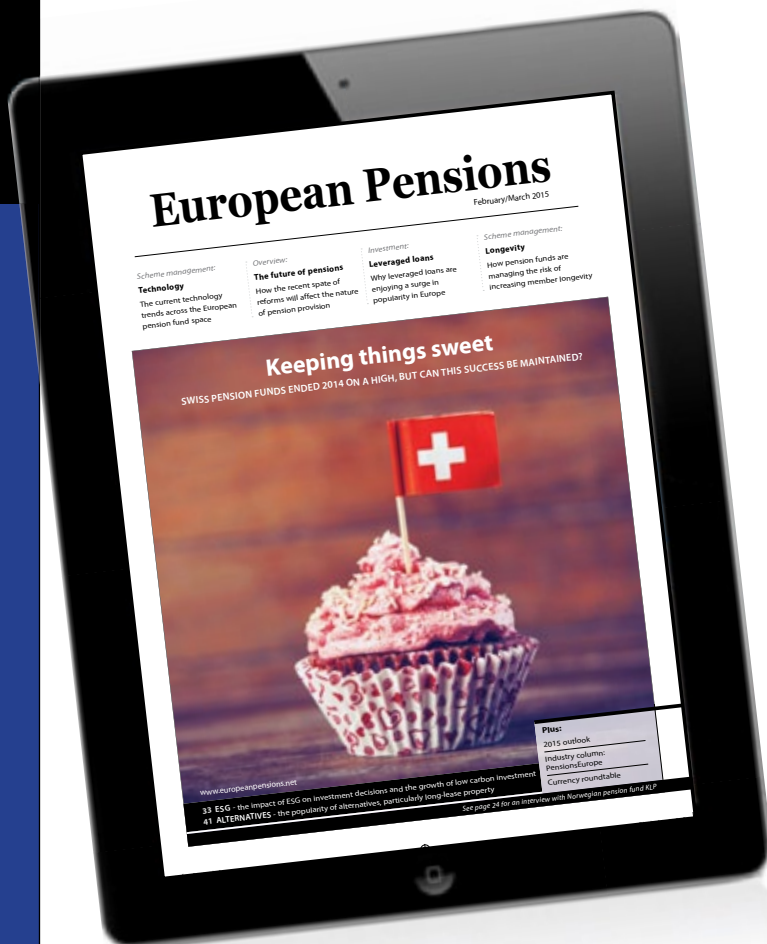 European Pensions
February/March 2015
Scheme management:
Technology
The current technology
trends across the European
pension fund space
Overview:
The future of pensions
How the recent spate of
reforms will affect the nature
of pension provision
Investment:
Leveraged loans
Why leveraged loans are
enjoying a surge in
popularity in Europe
Scheme management:
Longevity
How pension funds are
managing the risk of
increasing member longevity
Keeping things sweet
SWISS PENSION FUNDS ENDED 2014 ON A HIGH, BUT CAN THIS SUCCESS BE MAINTAINED?
Plus:
2015 outlook
Industry column:
PensionsEurope
Currency roundtable
www.europeanpensions.net
33 ESG - the impact of ESG on investment decisions and the growth of low carbon investment
41 ALTERNATIVES - the popularity of alternatives, particularly long-lease property
See page 24 for an interview with Norwegian pension fund KLP